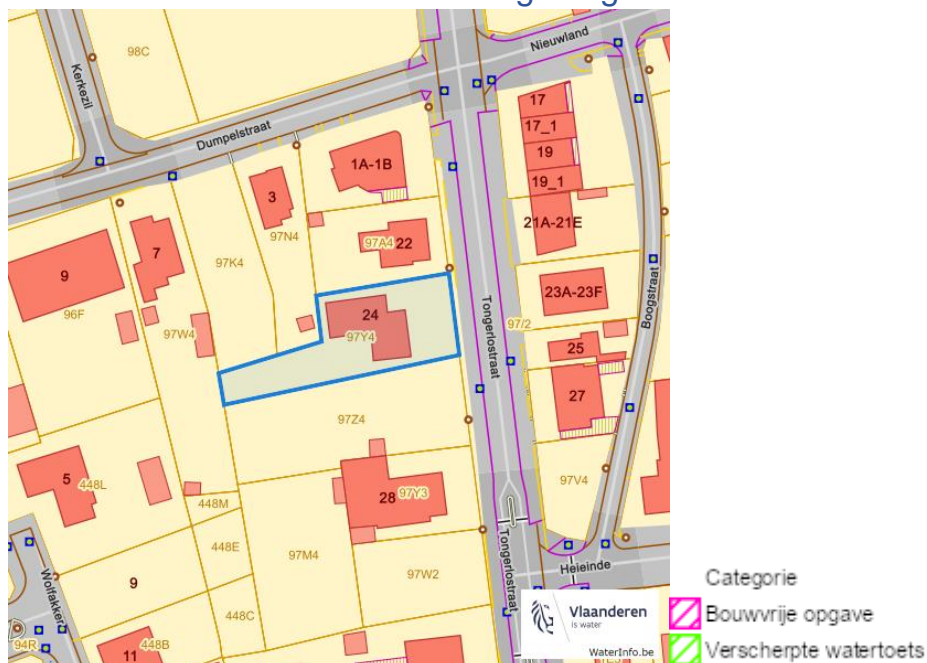 98C
Kerkezil
Nieuwland
Dumpelstraat
17
17_1
1A-1B
19
3
19_1
97N4
21A-21E
7
97A4 22
9
97K4
96F
23A-23F
Boogstraat
24
Tongerlostraat
97/2
97W4
97Y4
25
27
97Z4
5
448L
28 97Y3
97V4
448M
448E
97M4
Tongerlostraat
Heieinde
Categorie
9
97W2
Wolfakker
448C
Vlaanderen
is water
Bouwvrije opgave
94R
448B
11
WaterInfo.be
Verscherpte watertoets